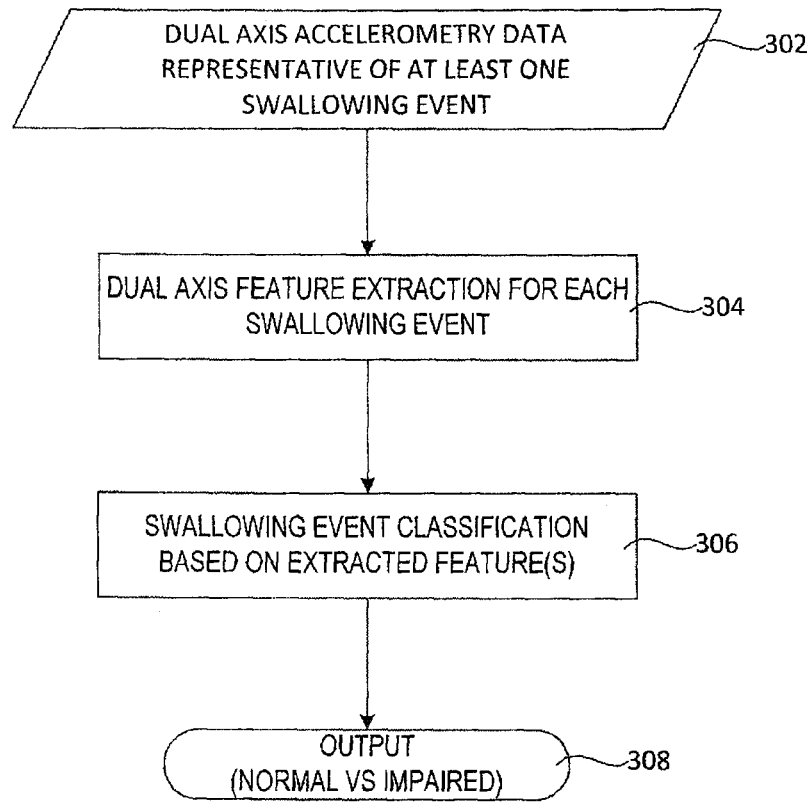 DUAL AXIS ACCELEROMETRY DATA
REPRESENTATIVE OF AT LEAST ONE
SWALLOWING EVENT
302
DUAL AXIS FEATURE EXTRACTION FOR EACH
SWALLOWING EVENT
304
SWALLOWING EVENT CLASSIFICATION
BASED ON EXTRACTED FEATURE(S)
306
OUTPUT
(NORMAL VS IMPAIRED)
308